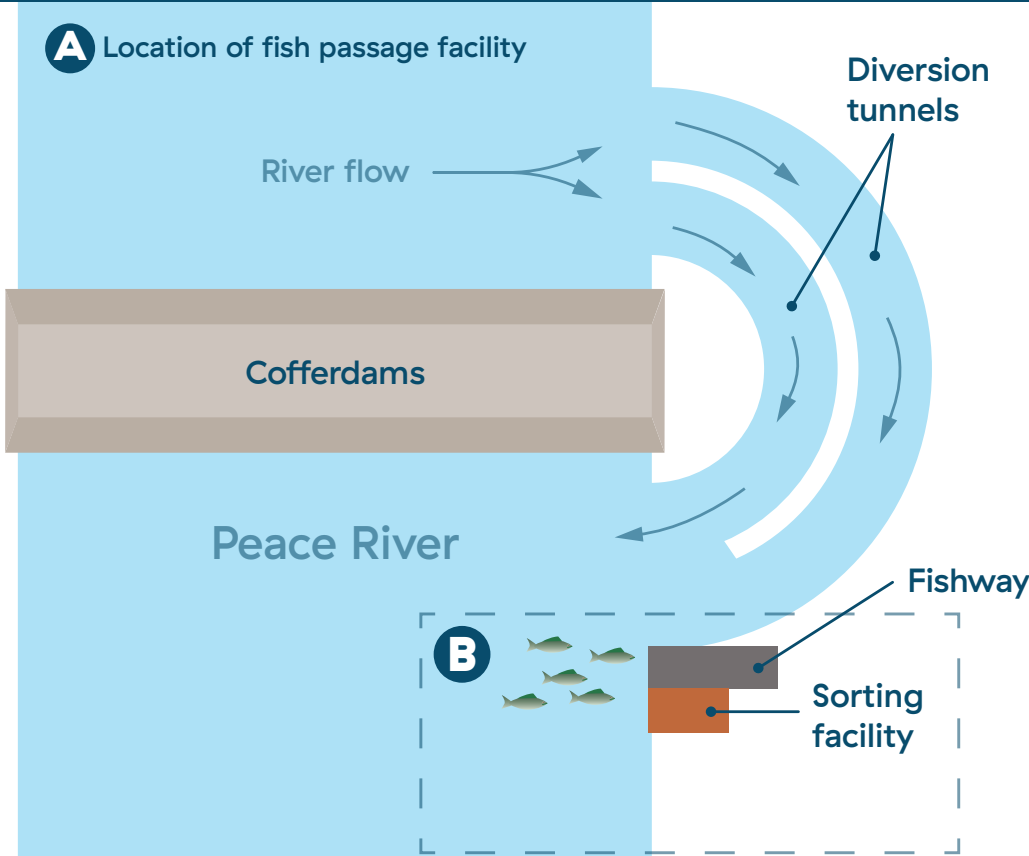 A Location of fish passage facility
Diversion
tunnels
River flow
Cofferdams
Peace River
Fishway
B
Sorting
facility